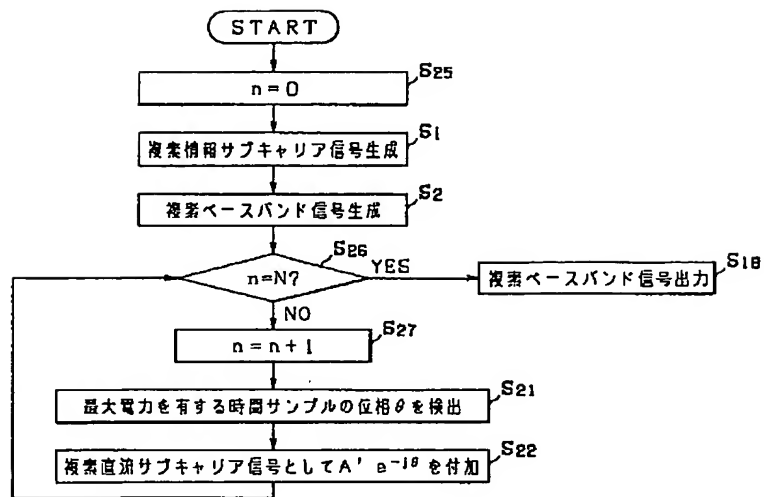 START
S25
n=0
S1
複素情報サブキャリア信号生成
S2
複素ベースバンド信号生成
S26
n=N?
YES
S18
複素ベースバンド信号出力
NO
S27
n=n+1
S21
最大電力を有する時間サンプルの位相θを検出
S22
複素直流サブキャリア信号としてA' e^-jθを付加